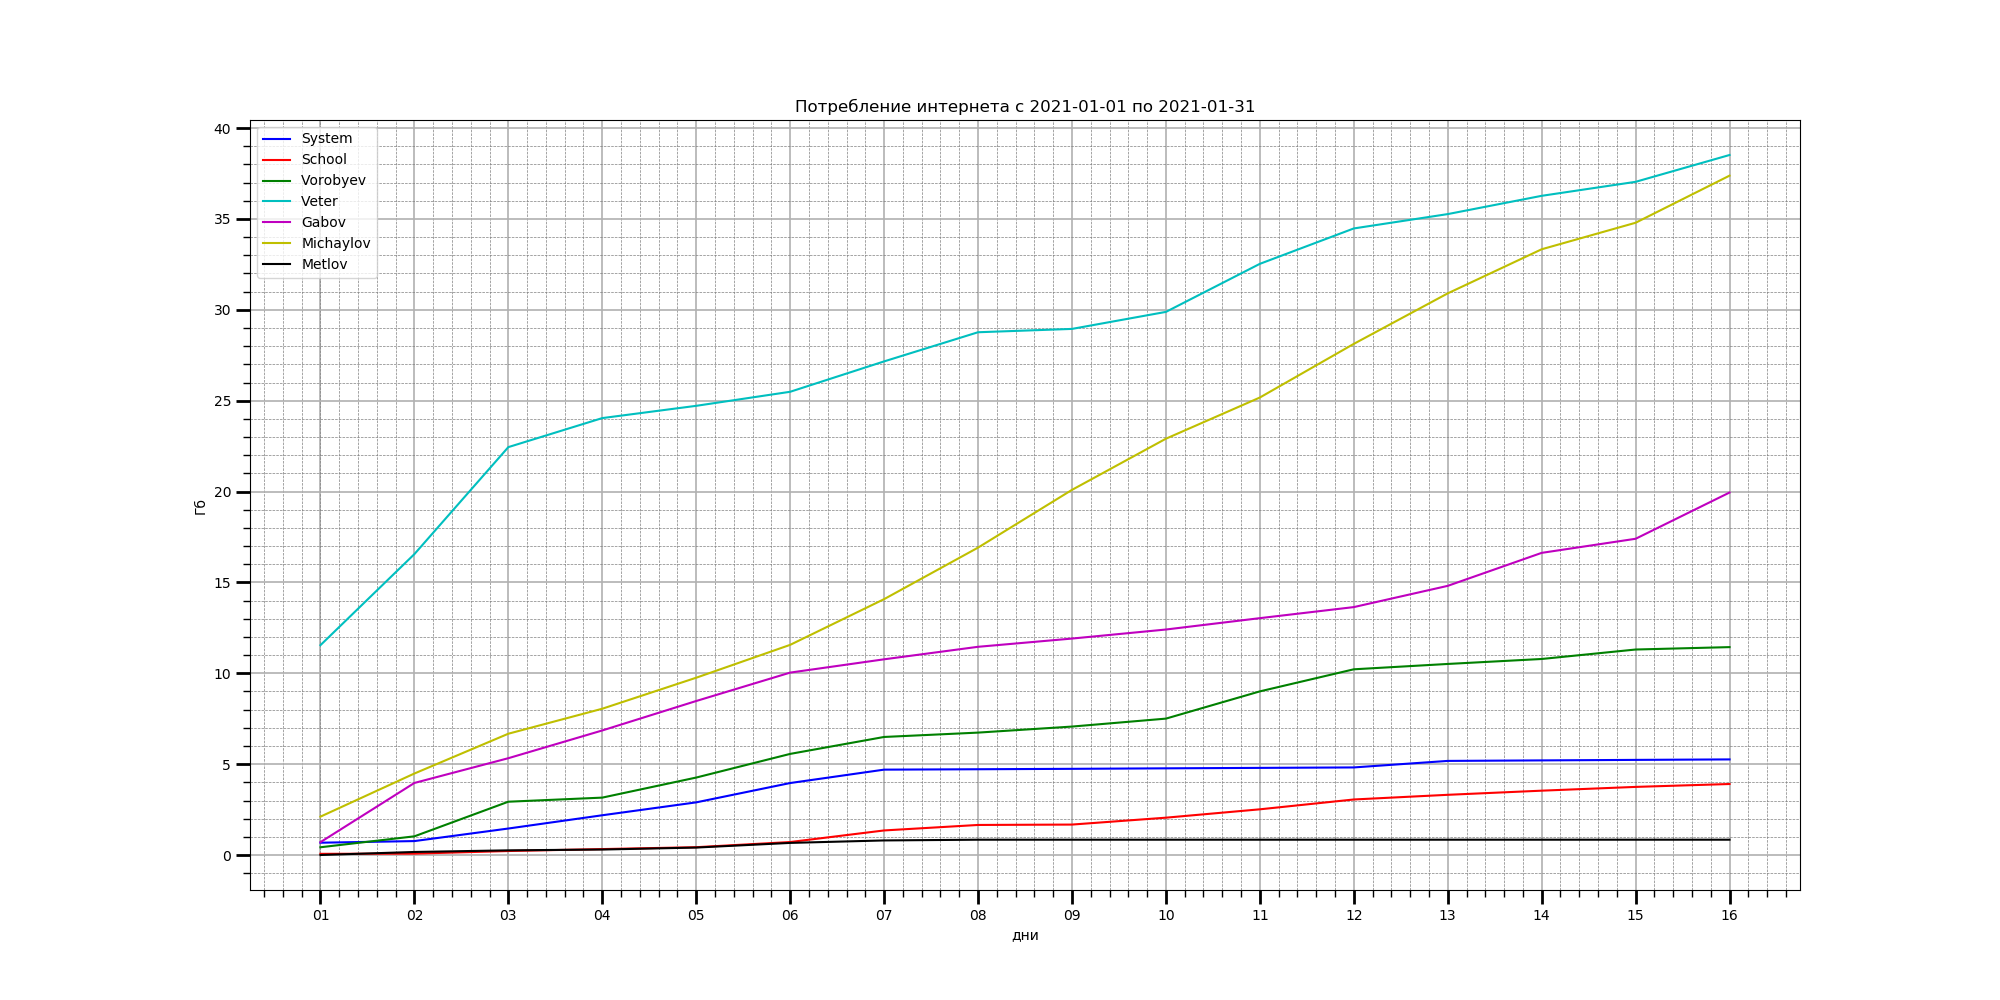 Потребление интернета с 2021-01-01 по 2021-01-31
System
School
Vorobyev
Veter
Gabov
Michaylov
Metlov
40
35
30
25
20
15
10
5
0
Гб
01 02 03 04 05 06 07 08 09 10 11 12 13 14 15 16
дни